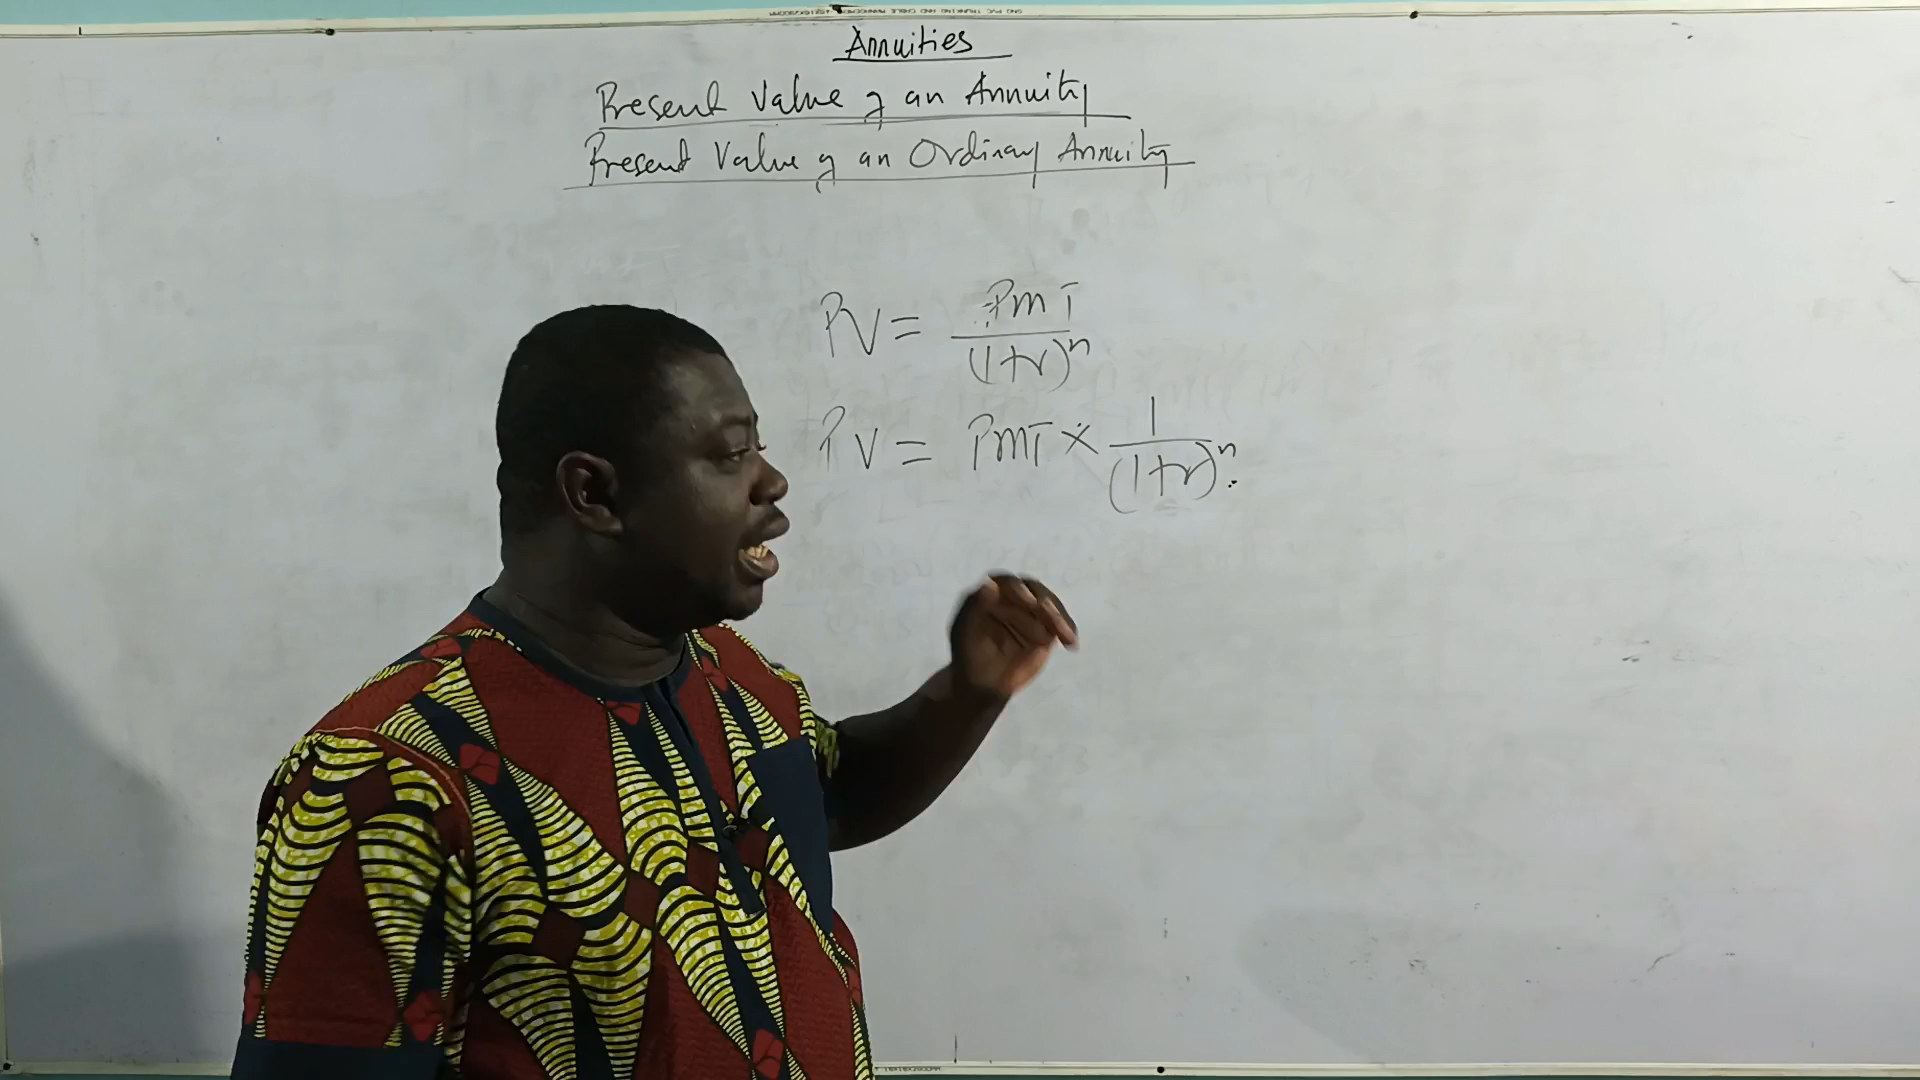 Annuities
Present Value of an Annuity
Present Value of an Ordinary Annuity
PV = PMT / (1+r)^n
PV = PMT × 1 / (1+r)^n